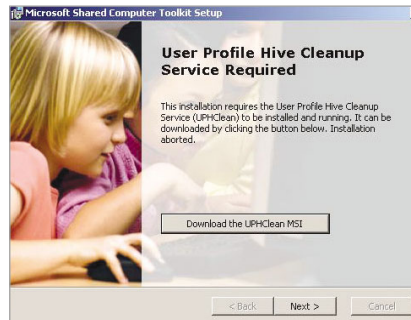 Microsoft Shared Computer Toolkit Setup
User Profile Hive Cleanup
Service Required
This installation requires the User Profile Hive Cleanup
Service (UPHClean) to be installed and running. It can be
downloaded by clicking the button below. Installation
aborted.
Download the UPHClean MSI
< Back
Next >
Cancel